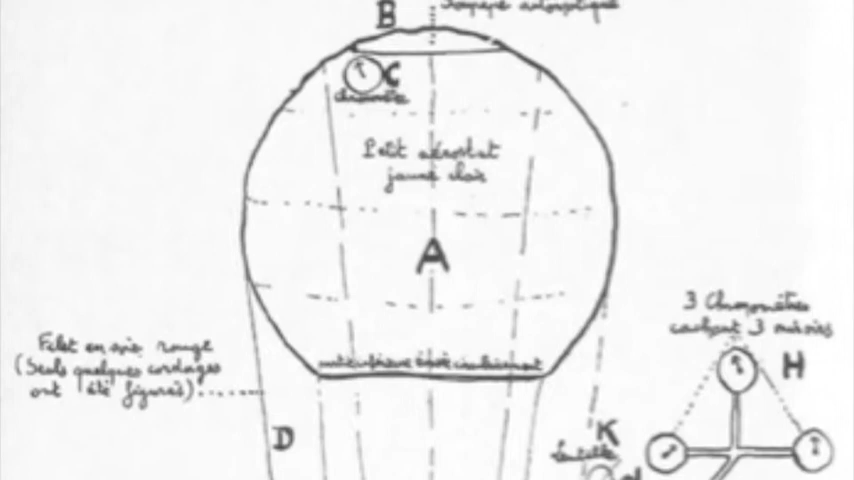 B
Soupape automatique
C
Chronomètre
Petit aérostat
jaune clair
A
3 Chronomètres
cachant 3 miroirs
H
Filet en soie rouge
(Seuls quelques cordages
ont été figurés)
D
K
Lentille